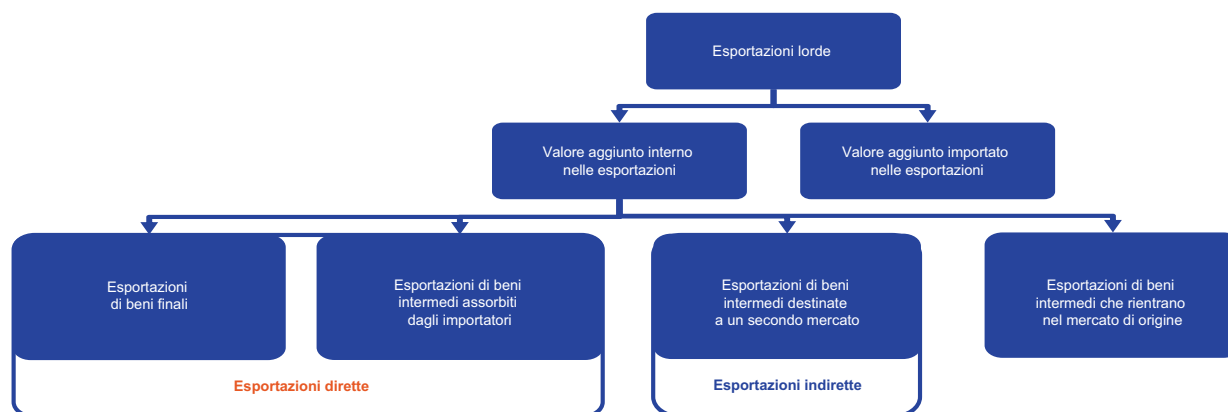 Esportazioni lorde
Valore aggiunto interno
nelle esportazioni
Valore aggiunto importato
nelle esportazioni
Esportazioni
di beni finali
Esportazioni di beni
intermedi assorbiti
dagli importatori
Esportazioni di beni
intermedi destinate
a un secondo mercato
Esportazioni di beni
intermedi che rientrano
nel mercato di origine
Esportazioni dirette
Esportazioni indirette